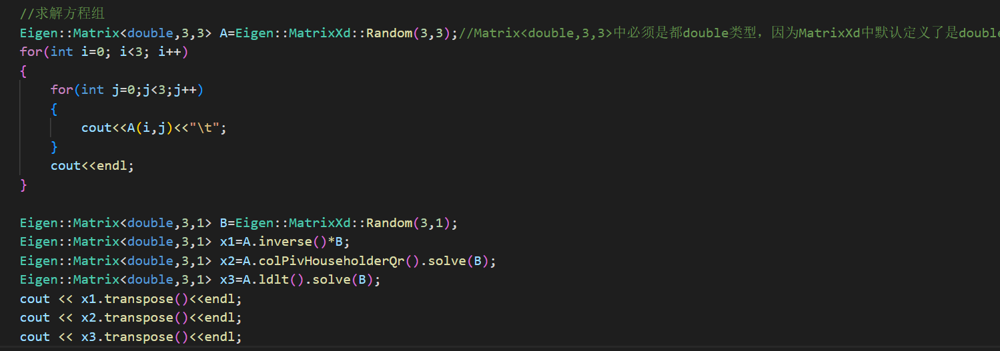 //求解方程组
Eigen::Matrix<double,3,3> A=Eigen::MatrixXd::Random(3,3);//Matrix<double,3,3>中必须是都double类型，因为MatrixXd中默认定义了是double
for(int i=0; i<3; i++)
{
    for(int j=0;j<3;j++)
    {
        cout<<A(i,j)<<"\t";
    }
    cout<<endl;
}
Eigen::Matrix<double,3,1> B=Eigen::MatrixXd::Random(3,1);
Eigen::Matrix<double,3,1> x1=A.inverse()*B;
Eigen::Matrix<double,3,1> x2=A.colPivHouseholderQr().solve(B);
Eigen::Matrix<double,3,1> x3=A.ldlt().solve(B);
cout << x1.transpose()<<endl;
cout << x2.transpose()<<endl;
cout << x3.transpose()<<endl;